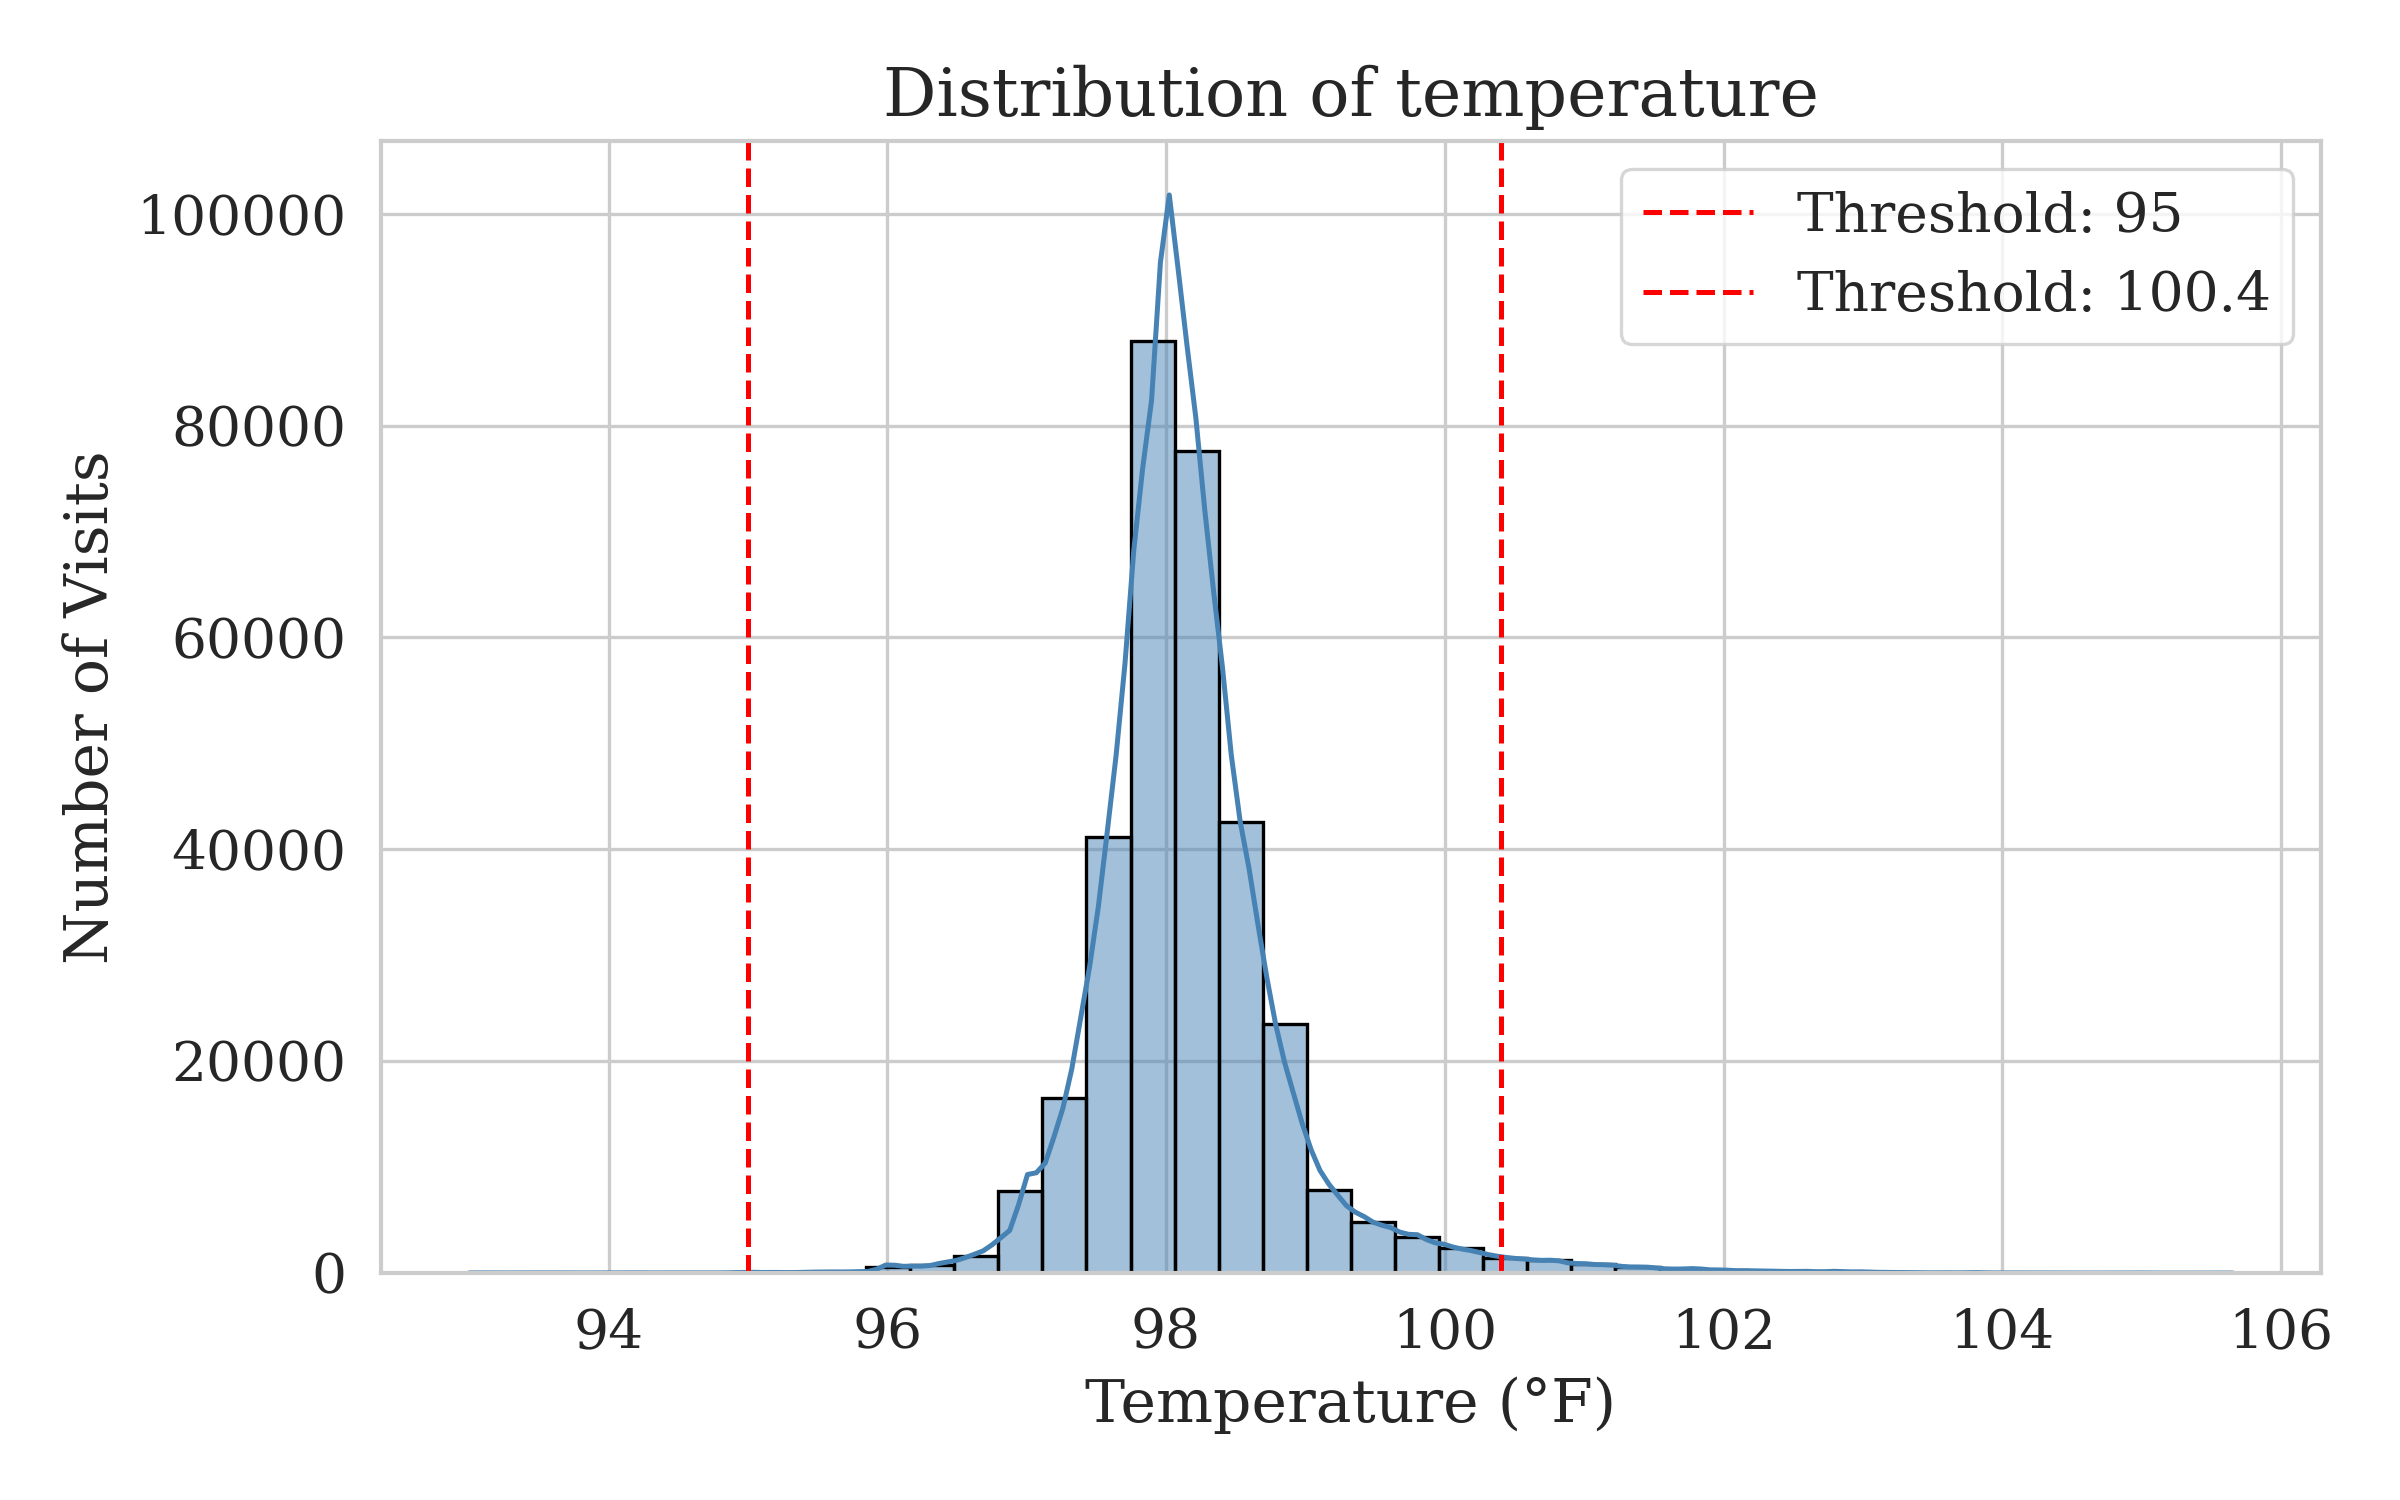 Distribution of temperature
Threshold: 95
Threshold: 100.4
100000
80000
60000
40000
20000
0
Number of Visits
94 96 98 100 102 104 106
Temperature (°F)